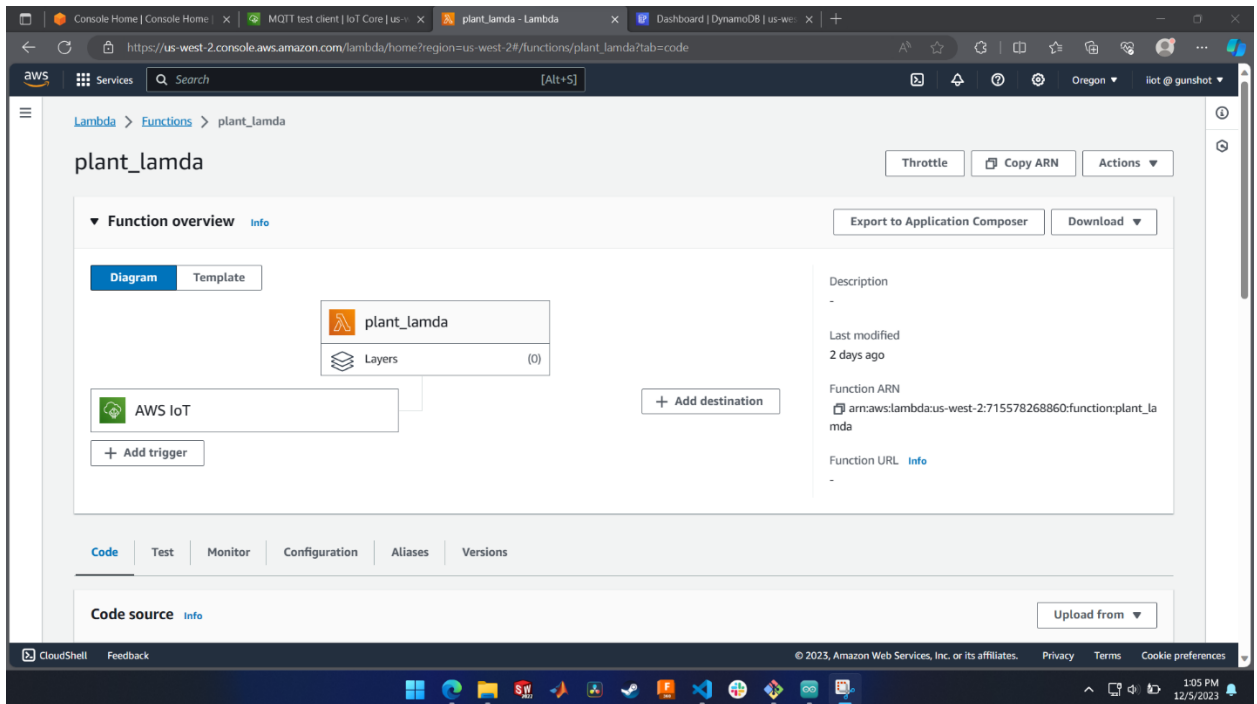 Console Home | Console Home |
MQTT test client | IoT Core | us-w
plant_lamda - Lambda
Dashboard | DynamoDB | us-wes
https://us-west-2.console.aws.amazon.com/lambda/home?region=us-west-2#/functions/plant_lamda?tab=code
aws
Services
Search
[Alt+S]
Oregon
iiot @ gunshot
Lambda > Functions > plant_lamda
plant_lamda
Throttle
Copy ARN
Actions
Function overview Info
Export to Application Composer
Download
Diagram
Template
plant_lamda
Layers
(0)
AWS IoT
+ Add trigger
+ Add destination
Description
-
Last modified
2 days ago
Function ARN
arn:aws:lambda:us-west-2:715578268860:function:plant_la
mda
Function URL Info
-
Code
Test
Monitor
Configuration
Aliases
Versions
Code source Info
Upload from
CloudShell
Feedback
© 2023, Amazon Web Services, Inc. or its affiliates.
Privacy
Terms
Cookie preferences
1:05 PM
12/5/2023